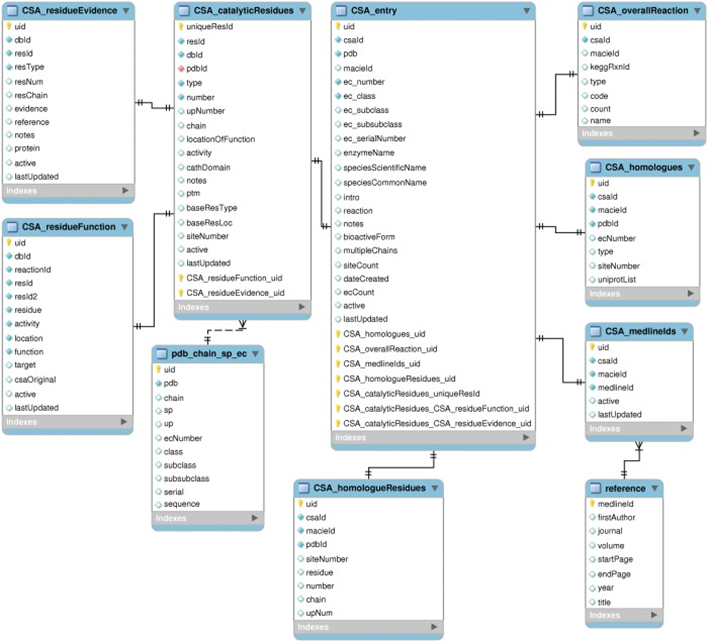 CSA_residueEvidence
uid
dbId
resId
resType
resNum
resChain
evidence
reference
notes
protein
active
lastUpdated
Indexes
CSA_residueFunction
uid
dbId
reactionId
resId
resId2
residue
activity
location
function
target
csaOriginal
active
lastUpdated
Indexes
CSA_catalyticResidues
uniqueResId
resId
dbId
pdbId
type
number
upNumber
chain
locationOfFunction
activity
cathDomain
notes
ptm
baseResType
baseResLoc
siteNumber
active
lastUpdated
CSA_residueFunction_uid
CSA_residueEvidence_uid
Indexes
pdb_chain_sp_ec
uid
pdb
chain
sp
up
ecNumber
class
subclass
subsubclass
serial
sequence
Indexes
CSA_entry
uid
csaId
pdb
macieId
ec_number
ec_class
ec_subclass
ec_subsubclass
ec_serialNumber
enzymeName
speciesScientificName
speciesCommonName
intro
reaction
notes
bioactiveForm
multipleChains
siteCount
dateCreated
ecCount
active
lastUpdated
CSA_homologues_uid
CSA_overallReaction_uid
CSA_medlineIds_uid
CSA_homologueResidues_uid
CSA_catalyticResidues_uniqueResId
CSA_catalyticResidues_CSA_residueFunction_uid
CSA_catalyticResidues_CSA_residueEvidence_uid
Indexes
CSA_homologueResidues
uid
csaId
macieId
pdbId
siteNumber
residue
number
chain
upNum
Indexes
CSA_overallReaction
uid
csaId
macieId
keggRxnId
type
code
count
name
Indexes
CSA_homologues
uid
csaId
macieId
pdbId
ecNumber
type
siteNumber
uniprotList
Indexes
CSA_medlineIds
uid
csaId
macieId
medlineId
active
lastUpdated
Indexes
reference
medlineId
firstAuthor
journal
volume
startPage
endPage
year
title
Indexes